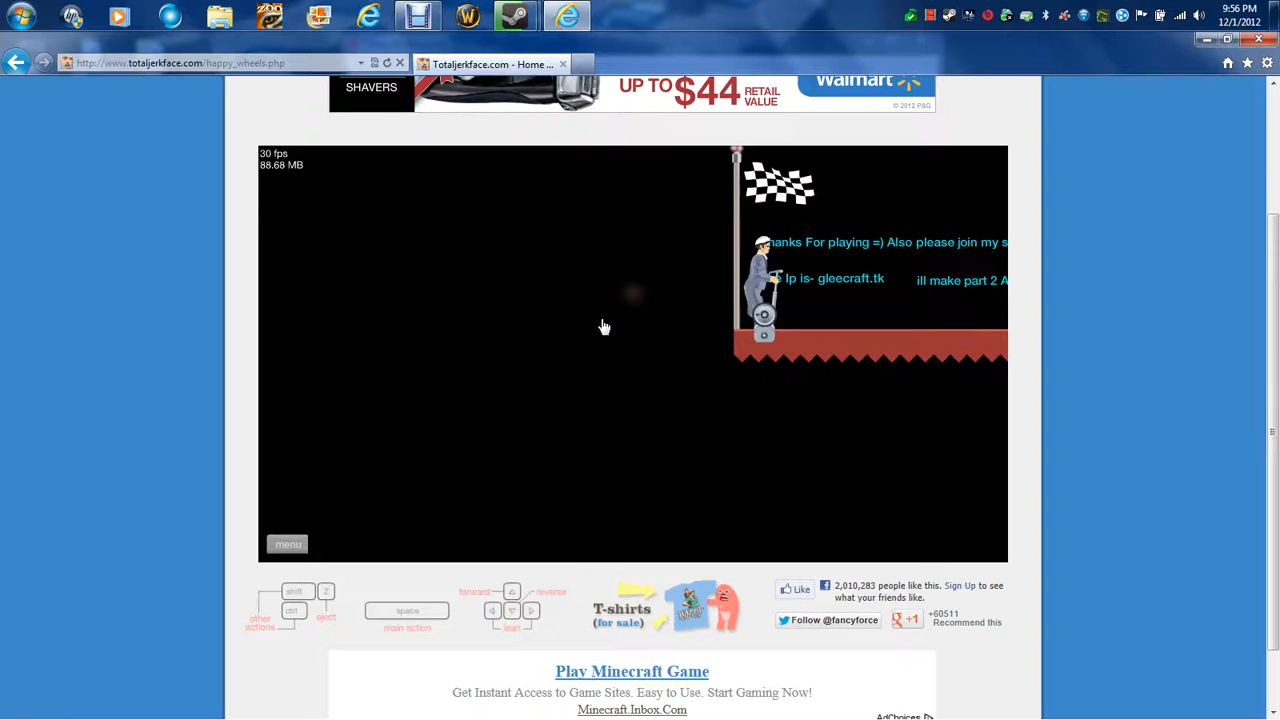 9:56 PM
12/1/2012
http://www.totaljerkface.com/happy_wheels.php
Totaljerkface.com - Home ...
SHAVERS
UP TO $44 RETAIL VALUE
Walmart
© 2012 P&G
30 fps
88.68 MB
hanks For playing =) Also please join my s
Ip is- gleecraft.tk
ill make part 2 A
menu
shift
Z
ctrl
other actions
eject
space
main action
forward
reverse
lean
T-shirts
(for sale)
Like
2,010,283 people like this. Sign Up to see
what your friends like.
Follow @fancyforce
+1
+60511
Recommend this
Play Minecraft Game
Get Instant Access to Game Sites. Easy to Use. Start Gaming Now!
Minecraft.Inbox.Com
AdChoices